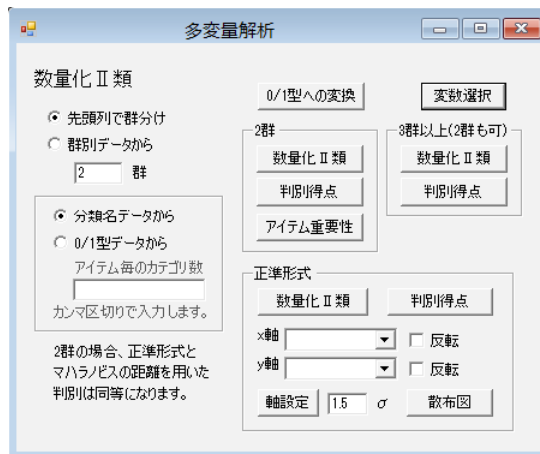 多変量解析
数量化Ⅱ類
先頭列で群分け
群別データから
2 群
分類名データから
0/1型データから
アイテム毎のカテゴリ数
カンマ区切りで入力します。
2群の場合、正準形式と
マハラノビスの距離を用いた
判別は同等になります。
0/1型への変換
変数選択
2群
数量化Ⅱ類
判別得点
アイテム重要性
3群以上(2群も可)
数量化Ⅱ類
判別得点
正準形式
数量化Ⅱ類
判別得点
x軸
反転
y軸
反転
軸設定
1.5 σ
散布図